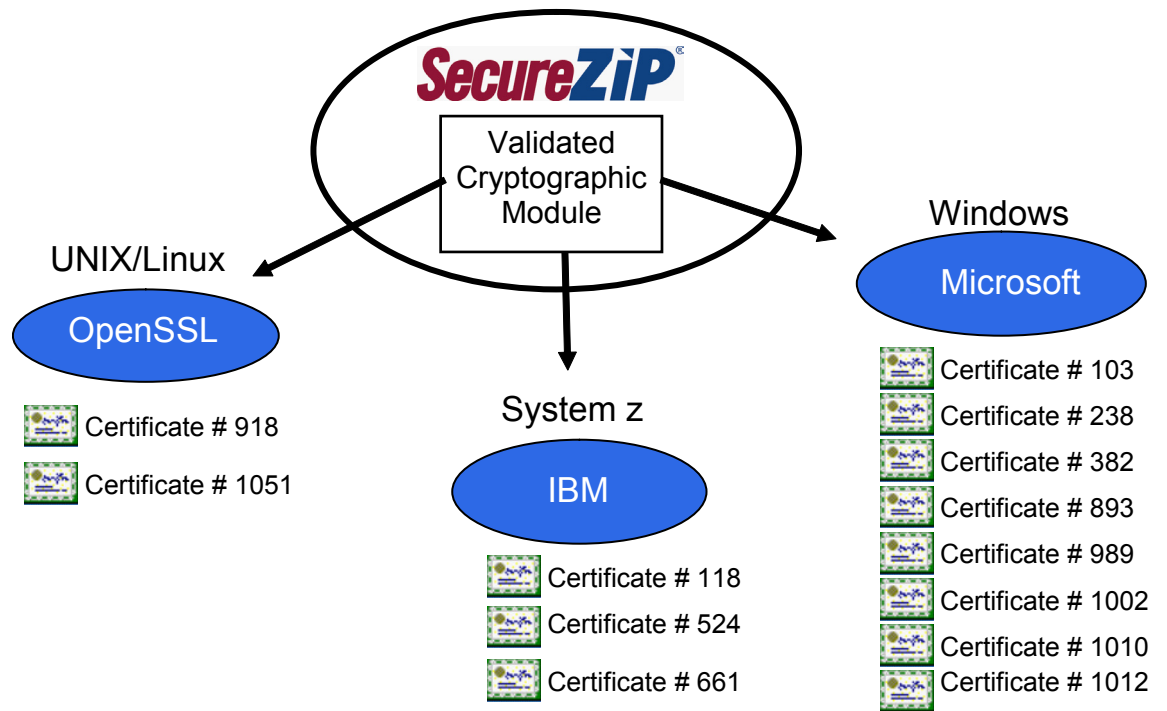 SecureZIP®
Validated
Cryptographic
Module
UNIX/Linux
OpenSSL
Certificate # 918
Certificate # 1051
System z
IBM
Certificate # 118
Certificate # 524
Certificate # 661
Windows
Microsoft
Certificate # 103
Certificate # 238
Certificate # 382
Certificate # 893
Certificate # 989
Certificate # 1002
Certificate # 1010
Certificate # 1012